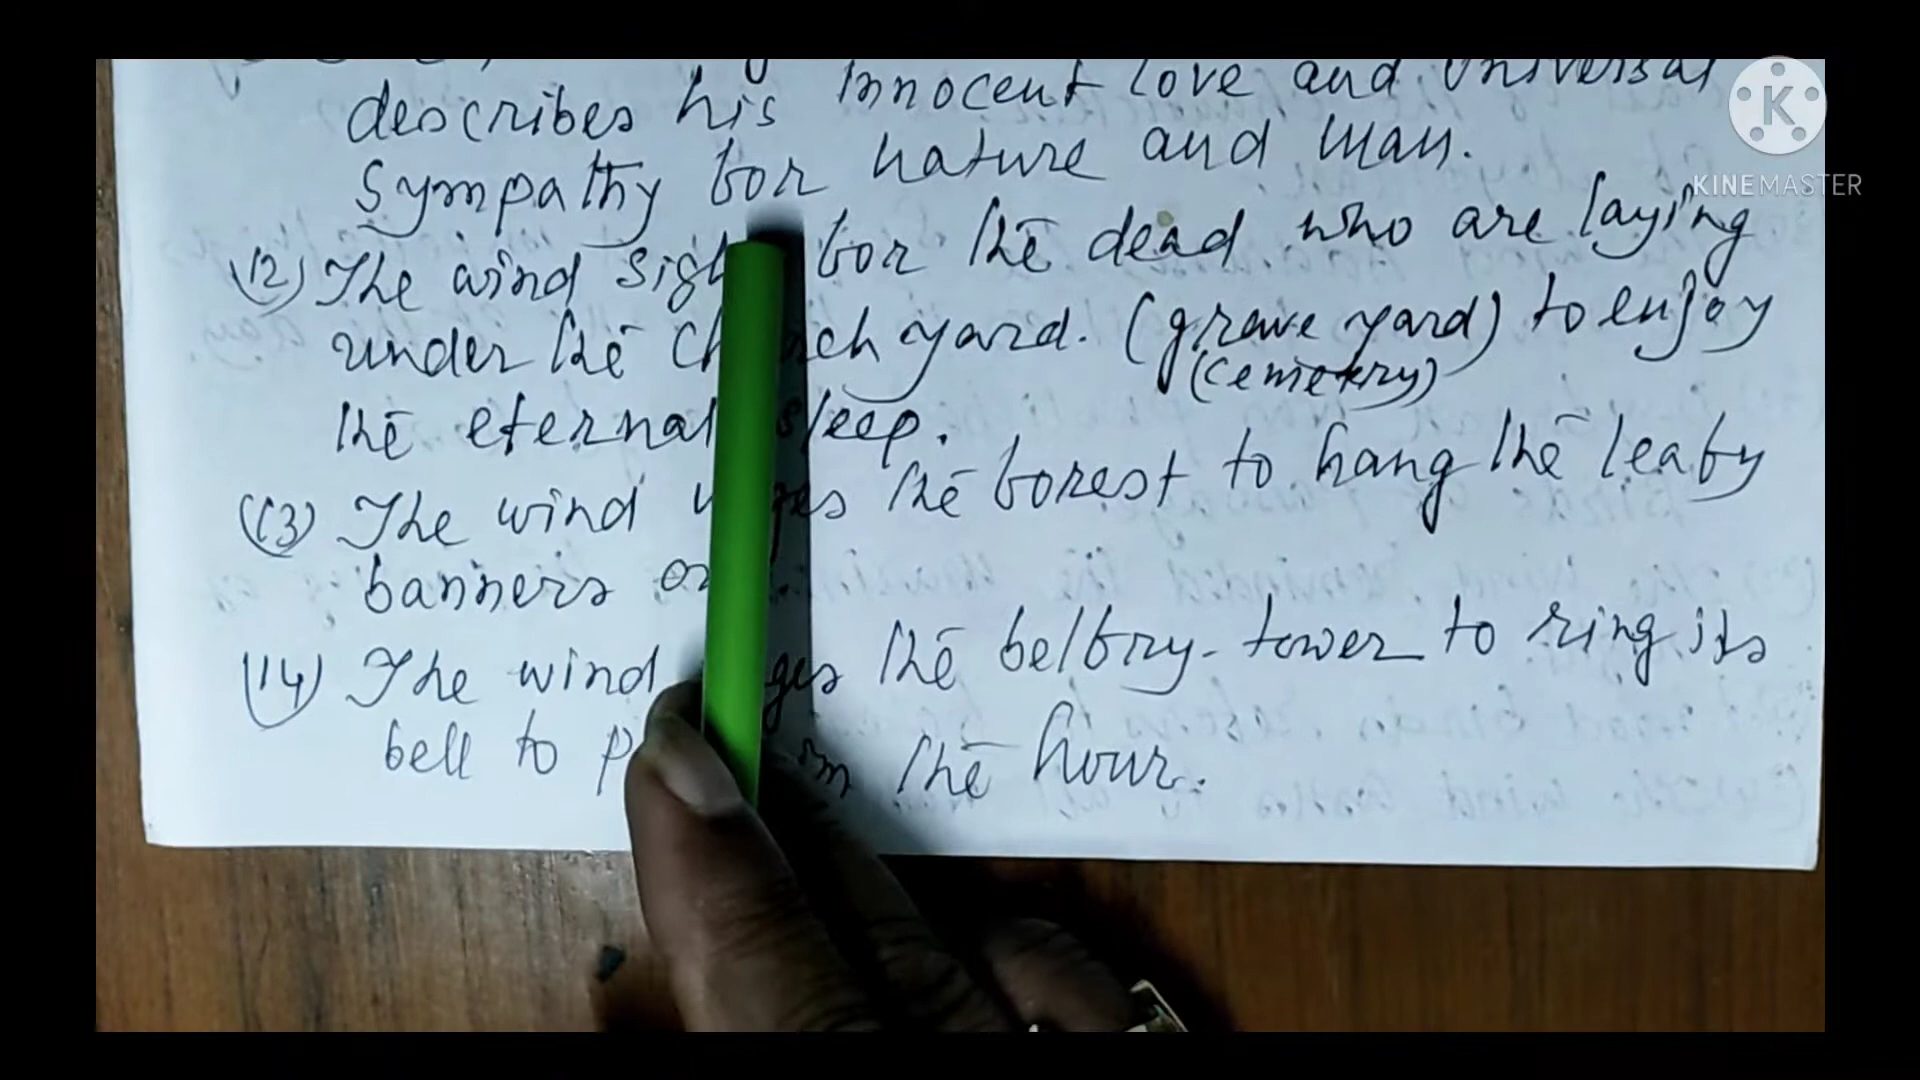 describes his innocent love and universal
sympathy for nature and man.
(12) The wind for the dead who are laying
under the yard. (grave yard) to enjoy
(cemetery)
the eternal sleep.
(13) The wind the forest to hang the leafy
banners
(14) The wind the belfry-tower to ring its
bell to the hour.
KINEMASTER